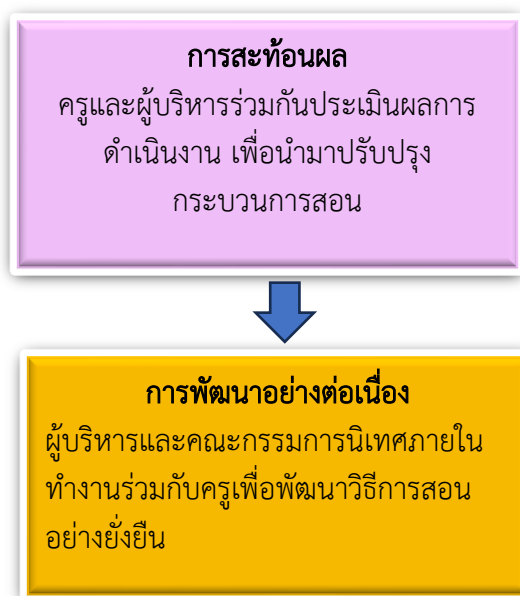 การสะท้อนผล
ครูและผู้บริหารร่วมกันประเมินผลการ
ดำเนินงาน เพื่อนำมาปรับปรุง
กระบวนการสอน
การพัฒนาอย่างต่อเนื่อง
ผู้บริหารและคณะกรรมการนิเทศภายใน
ทำงานร่วมกับครูเพื่อพัฒนาวิธีการสอน
อย่างยั่งยืน